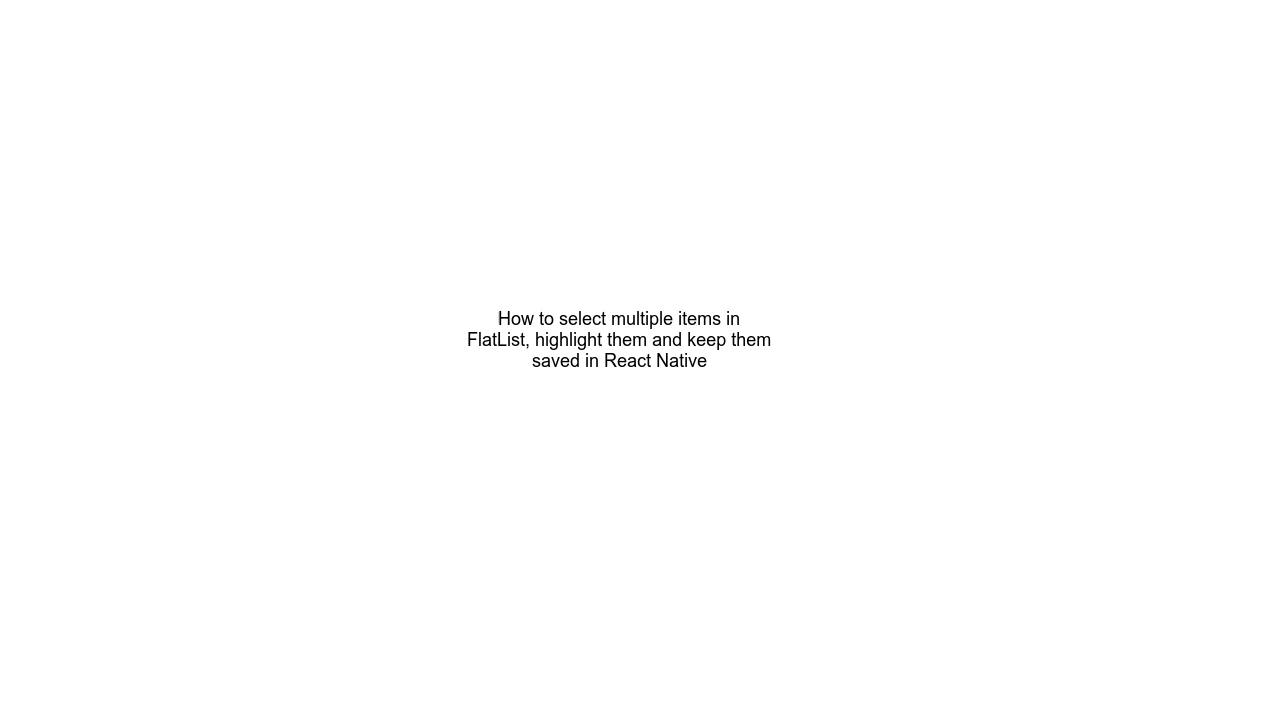 How to select multiple items in
FlatList, highlight them and keep them
saved in React Native